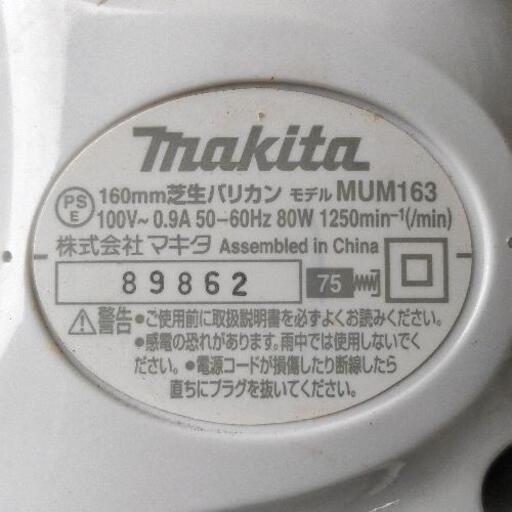 makita
PS E 160mm芝生バリカン モデル MUM163
100V~ 0.9A 50-60Hz 80W 1250min⁻¹(/min)
株式会社 マキタ Assembled in China
89862 75
⚠警告 ●ご使用前に取扱説明書を必ずよくお読みください。
●感電の恐れがあります。雨中では使用しないでく
ださい。●電源コードが損傷したり断線したら
直ちにプラグを抜いてください。